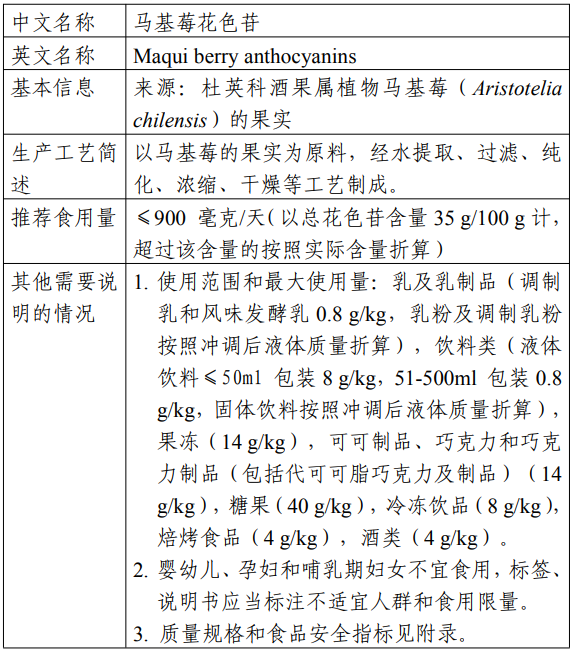 中文名称 马基莓花色苷
英文名称 Maqui berry anthocyanins
基本信息 来源：杜英科酒果属植物马基莓（Aristotelia
chilensis）的果实
生产工艺简 以马基莓的果实为原料，经水提取、过滤、纯
述 化、浓缩、干燥等工艺制成。
推荐食用量 ≤900 毫克/天（以总花色苷含量 35 g/100 g 计，
超过该含量的按照实际含量折算）
其他需要说 1. 使用范围和最大使用量：乳及乳制品（调制
明的情况 乳和风味发酵乳 0.8 g/kg，乳粉及调制乳粉
按照冲调后液体质量折算），饮料类（液体
饮料≤50ml 包装 8 g/kg，51-500ml 包装 0.8
g/kg，固体饮料按照冲调后液体质量折算），
果冻（14 g/kg），可可制品、巧克力和巧克
力制品（包括代可可脂巧克力及制品）（14
g/kg），糖果（40 g/kg），冷冻饮品（8 g/kg），
焙烤食品（4 g/kg），酒类（4 g/kg）。
2. 婴幼儿、孕妇和哺乳期妇女不宜食用，标签、
说明书应当标注不适宜人群和食用限量。
3. 质量规格和食品安全指标见附录。